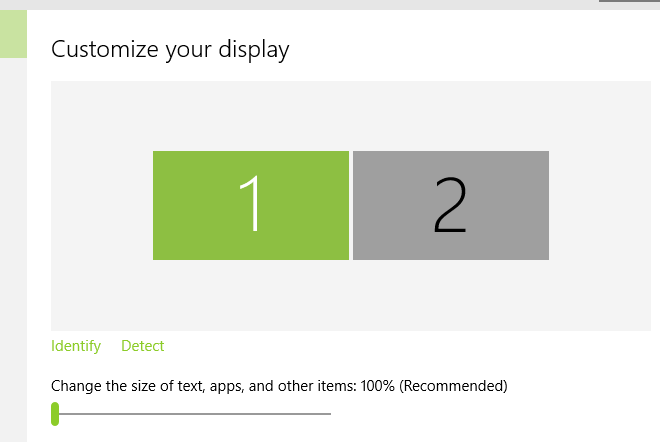 Customize your display
1 2
Identify Detect
Change the size of text, apps, and other items: 100% (Recommended)